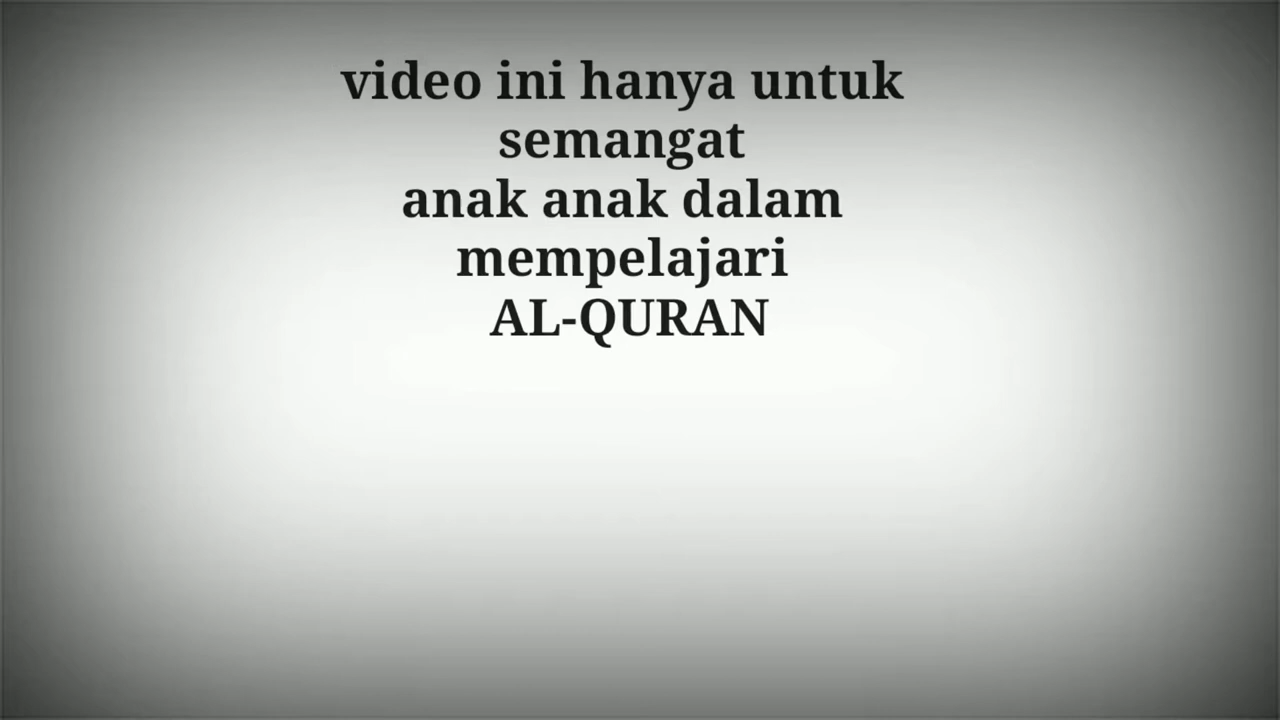 video ini hanya untuk
semangat
anak anak dalam
mempelajari
AL-QURAN